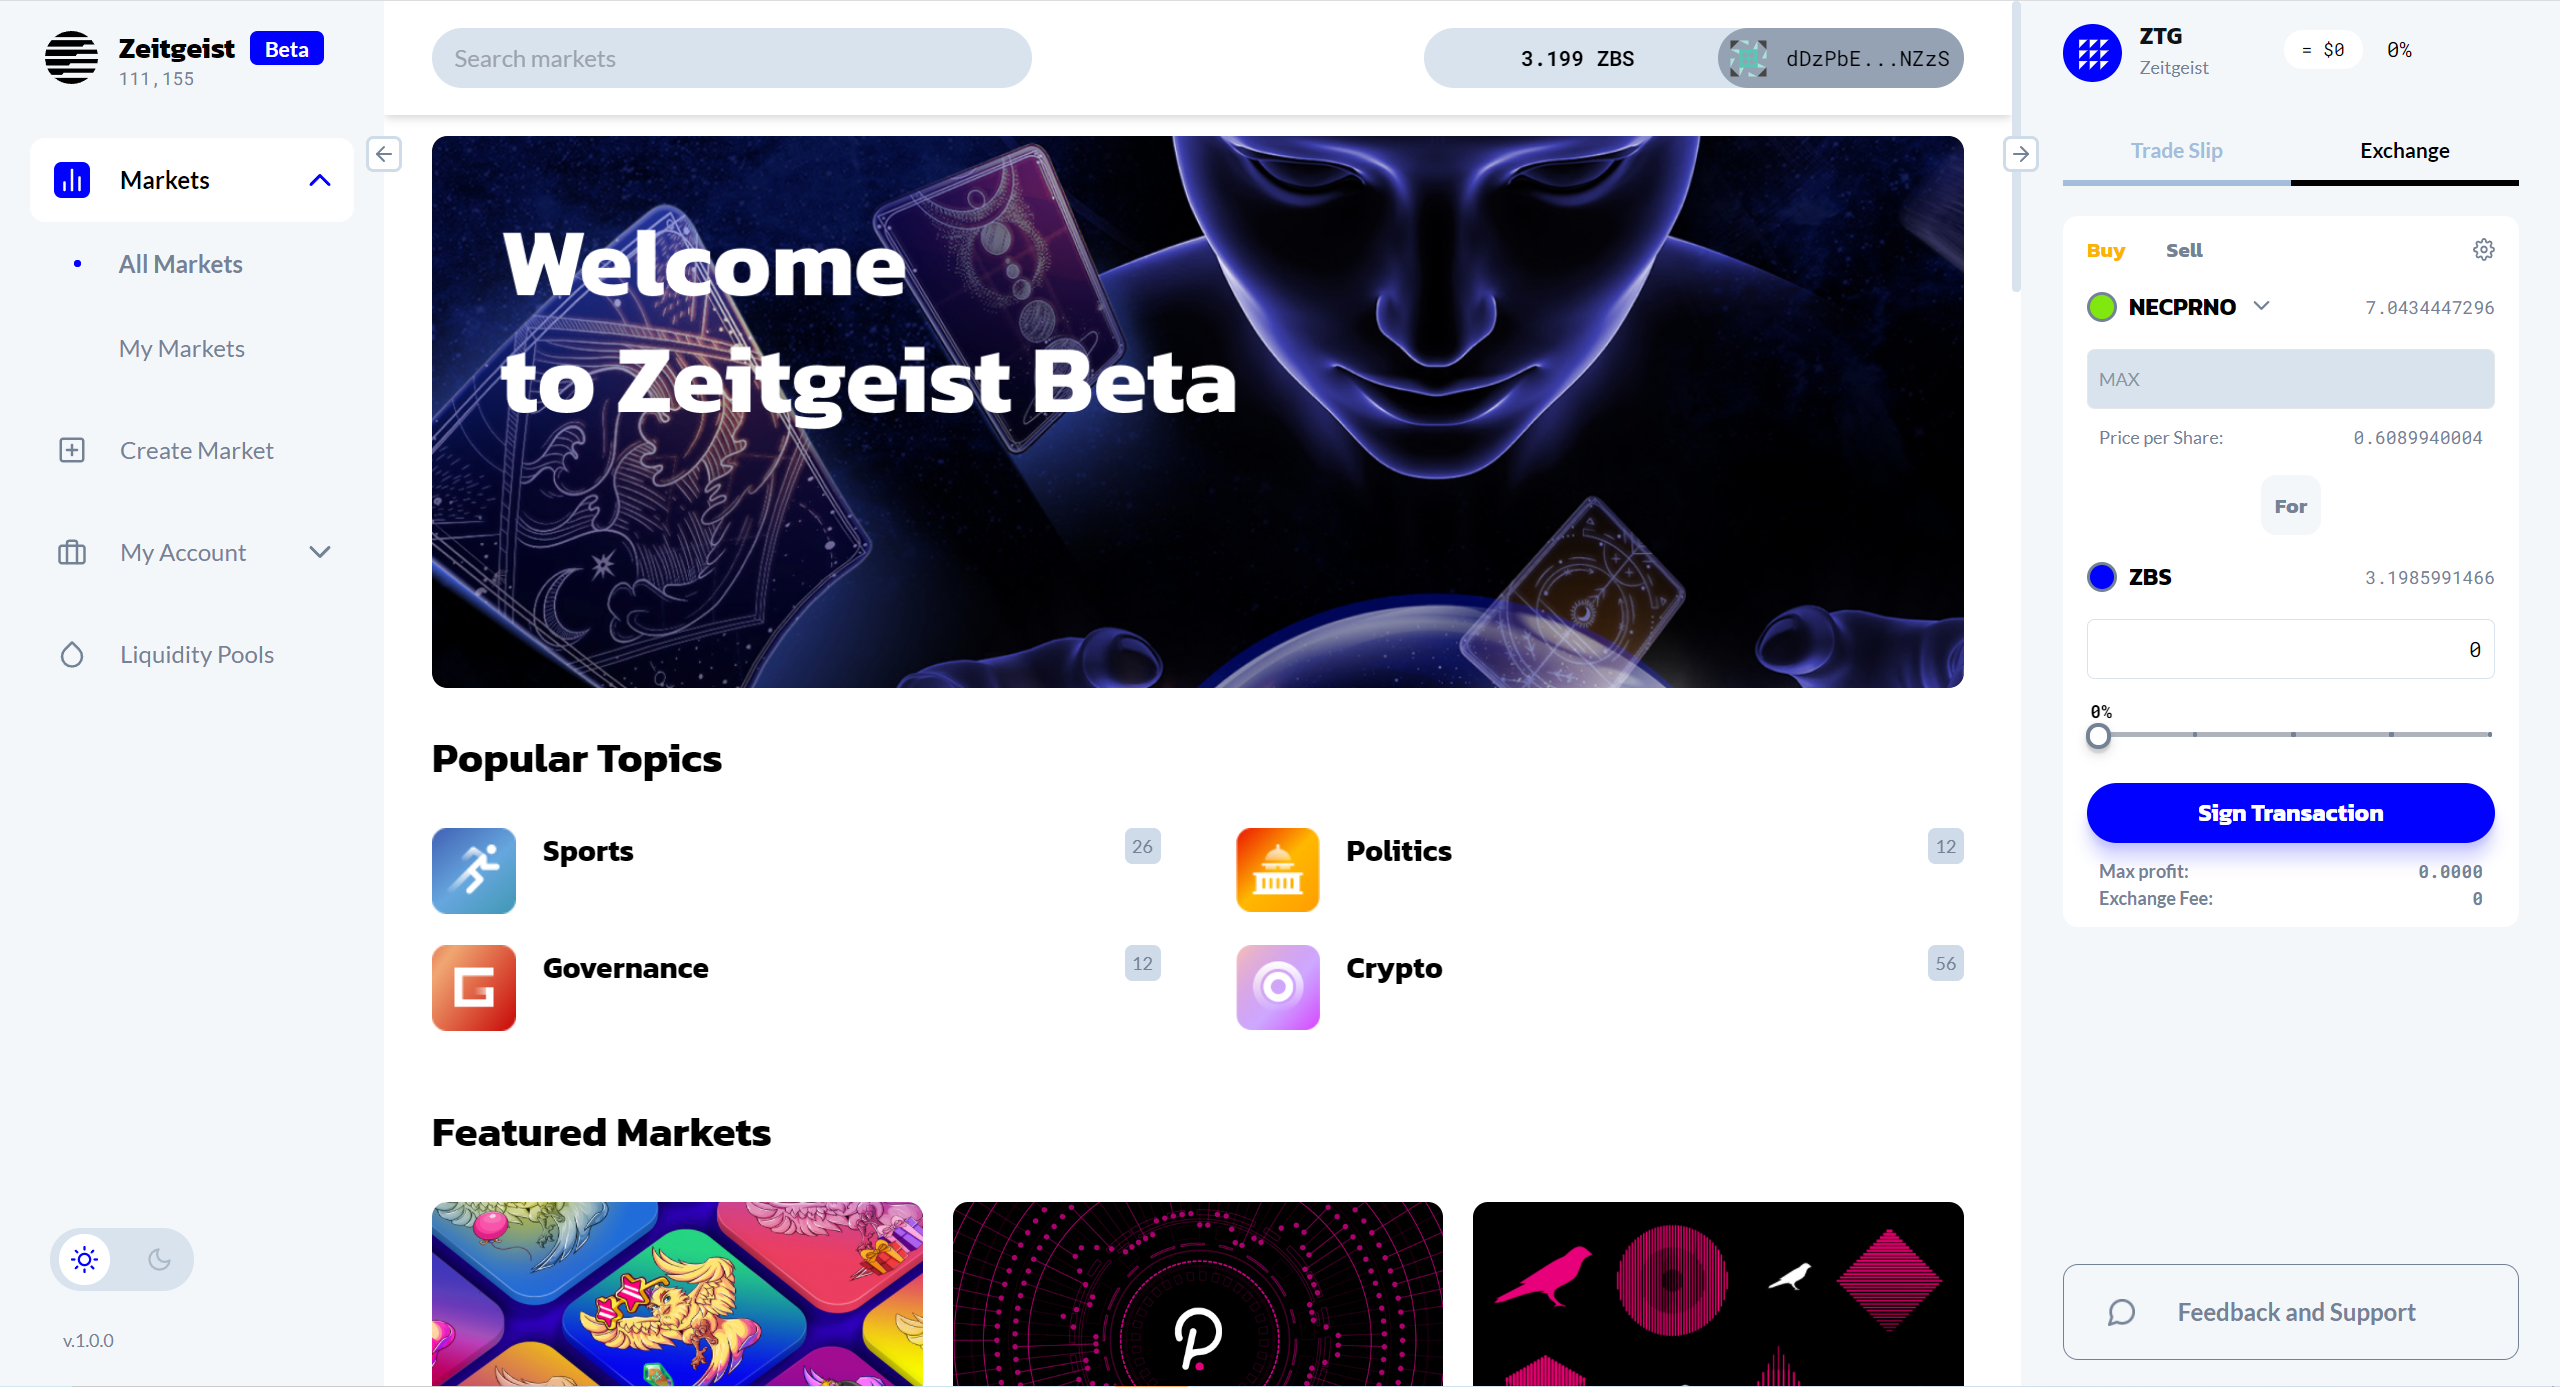 Zeitgeist Beta
111,155
Markets
All Markets
My Markets
Create Market
My Account
Liquidity Pools
v.1.0.0
Search markets
3.199 ZBS
dDzPbE...NZzS
Welcome
to Zeitgeist Beta
Popular Topics
Sports 26
Politics 12
Governance 12
Crypto 56
Featured Markets
ZTG
Zeitgeist
= $0 0%
Trade Slip Exchange
Buy Sell
NECPRNO 7.0434447296
MAX
Price per Share: 0.6089940004
For
ZBS 3.1985991466
0
0%
Sign Transaction
Max profit: 0.0000
Exchange Fee: 0
Feedback and Support